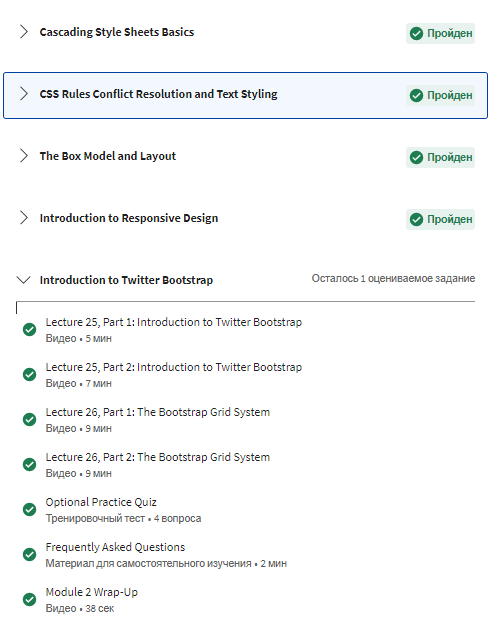 Cascading Style Sheets Basics
Пройден
CSS Rules Conflict Resolution and Text Styling
Пройден
The Box Model and Layout
Пройден
Introduction to Responsive Design
Пройден
Introduction to Twitter Bootstrap
Осталось 1 оцениваемое задание
Lecture 25, Part 1: Introduction to Twitter Bootstrap
Видео • 5 мин
Lecture 25, Part 2: Introduction to Twitter Bootstrap
Видео • 7 мин
Lecture 26, Part 1: The Bootstrap Grid System
Видео • 9 мин
Lecture 26, Part 2: The Bootstrap Grid System
Видео • 9 мин
Optional Practice Quiz
Тренировочный тест • 4 вопроса
Frequently Asked Questions
Материал для самостоятельного изучения • 2 мин
Module 2 Wrap-Up
Видео • 38 сек